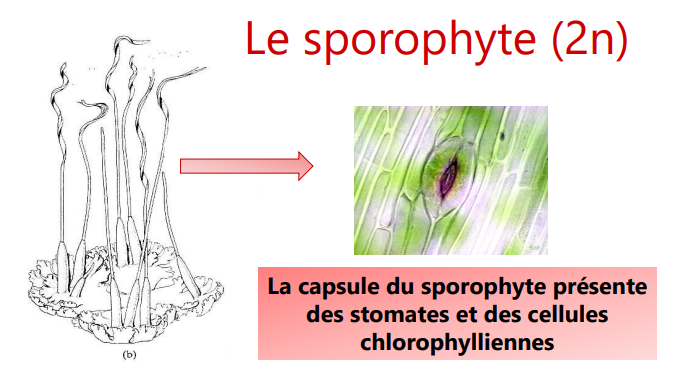 Le sporophyte (2n)
La capsule du sporophyte présente
des stomates et des cellules
chlorophylliennes
(b)